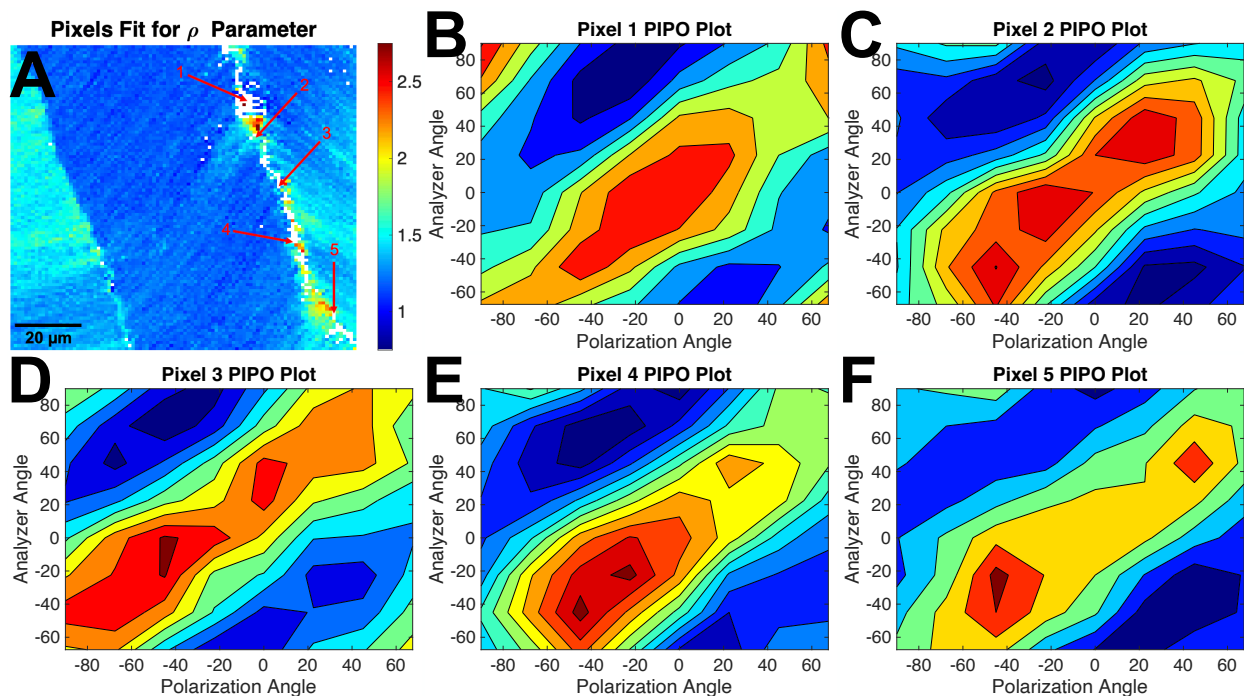 A
Pixels Fit for ρ Parameter
1
2
3
4
5
20 μm
2.5
2
1.5
1
B
Pixel 1 PIPO Plot
Analyzer Angle
80
60
40
20
0
-20
-40
-60
-80 -60 -40 -20 0 20 40 60
Polarization Angle
C
Pixel 2 PIPO Plot
Analyzer Angle
80
60
40
20
0
-20
-40
-60
-80 -60 -40 -20 0 20 40 60
Polarization Angle
D
Pixel 3 PIPO Plot
Analyzer Angle
80
60
40
20
0
-20
-40
-60
-80 -60 -40 -20 0 20 40 60
Polarization Angle
E
Pixel 4 PIPO Plot
Analyzer Angle
80
60
40
20
0
-20
-40
-60
-80 -60 -40 -20 0 20 40 60
Polarization Angle
F
Pixel 5 PIPO Plot
Analyzer Angle
80
60
40
20
0
-20
-40
-60
-80 -60 -40 -20 0 20 40 60
Polarization Angle